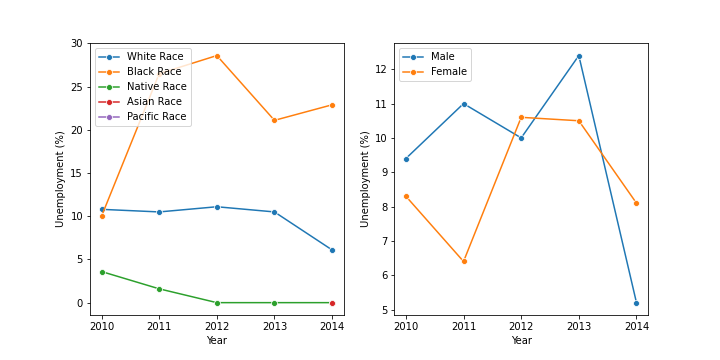 White Race
Black Race
Native Race
Asian Race
Pacific Race
30
25
20
15
10
5
0
Unemployment (%)
2010 2011 2012 2013 2014
Year
Male
Female
12
11
10
9
8
7
6
5
Unemployment (%)
2010 2011 2012 2013 2014
Year